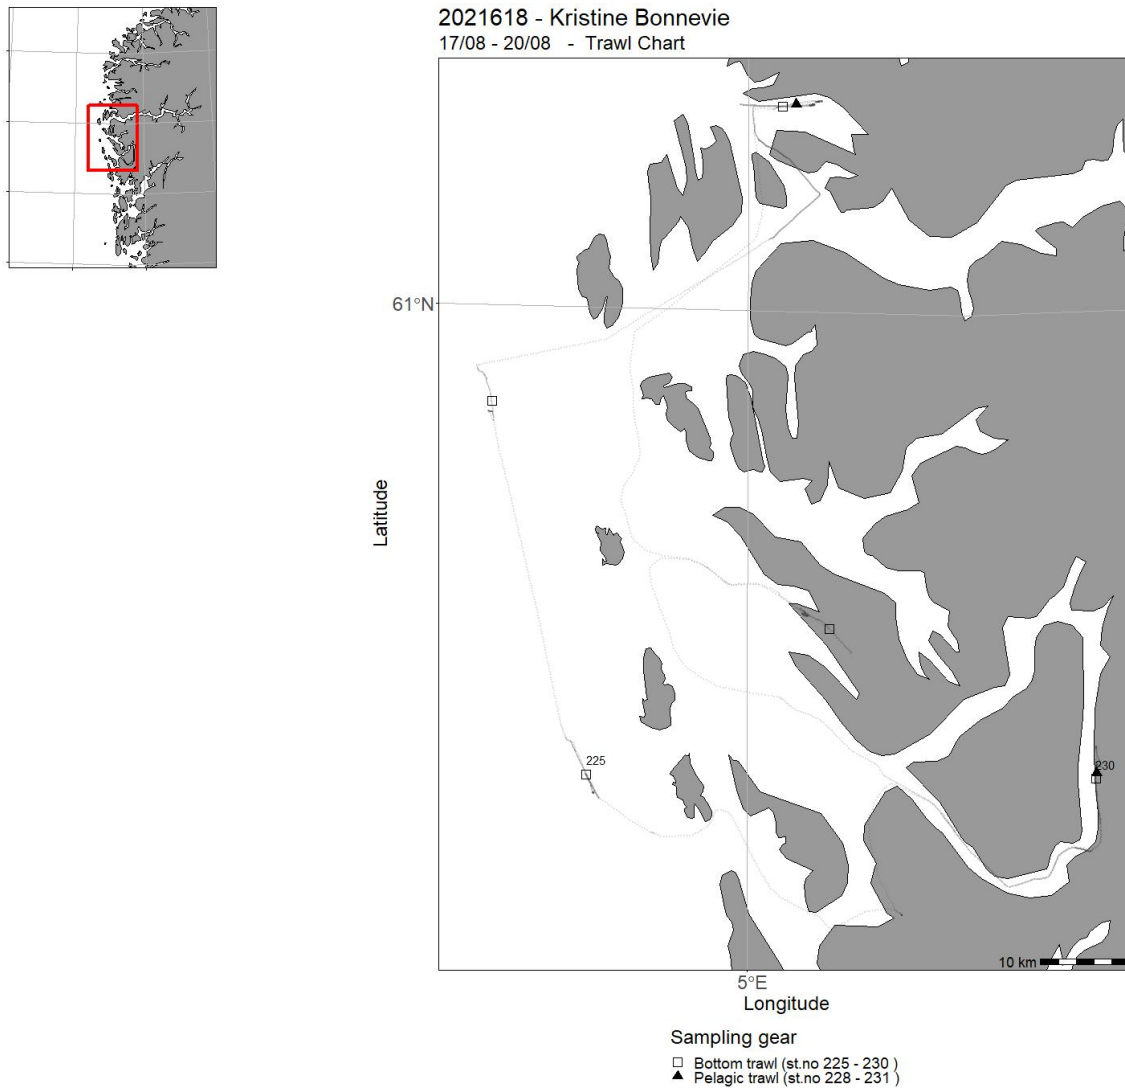 2021618 - Kristine Bonnevie
17/08 - 20/08 - Trawl Chart
61°N
Latitude
225
230
10 km
5°E
Longitude
Sampling gear
Bottom trawl (st.no 225 - 230 )
Pelagic trawl (st.no 228 - 231 )